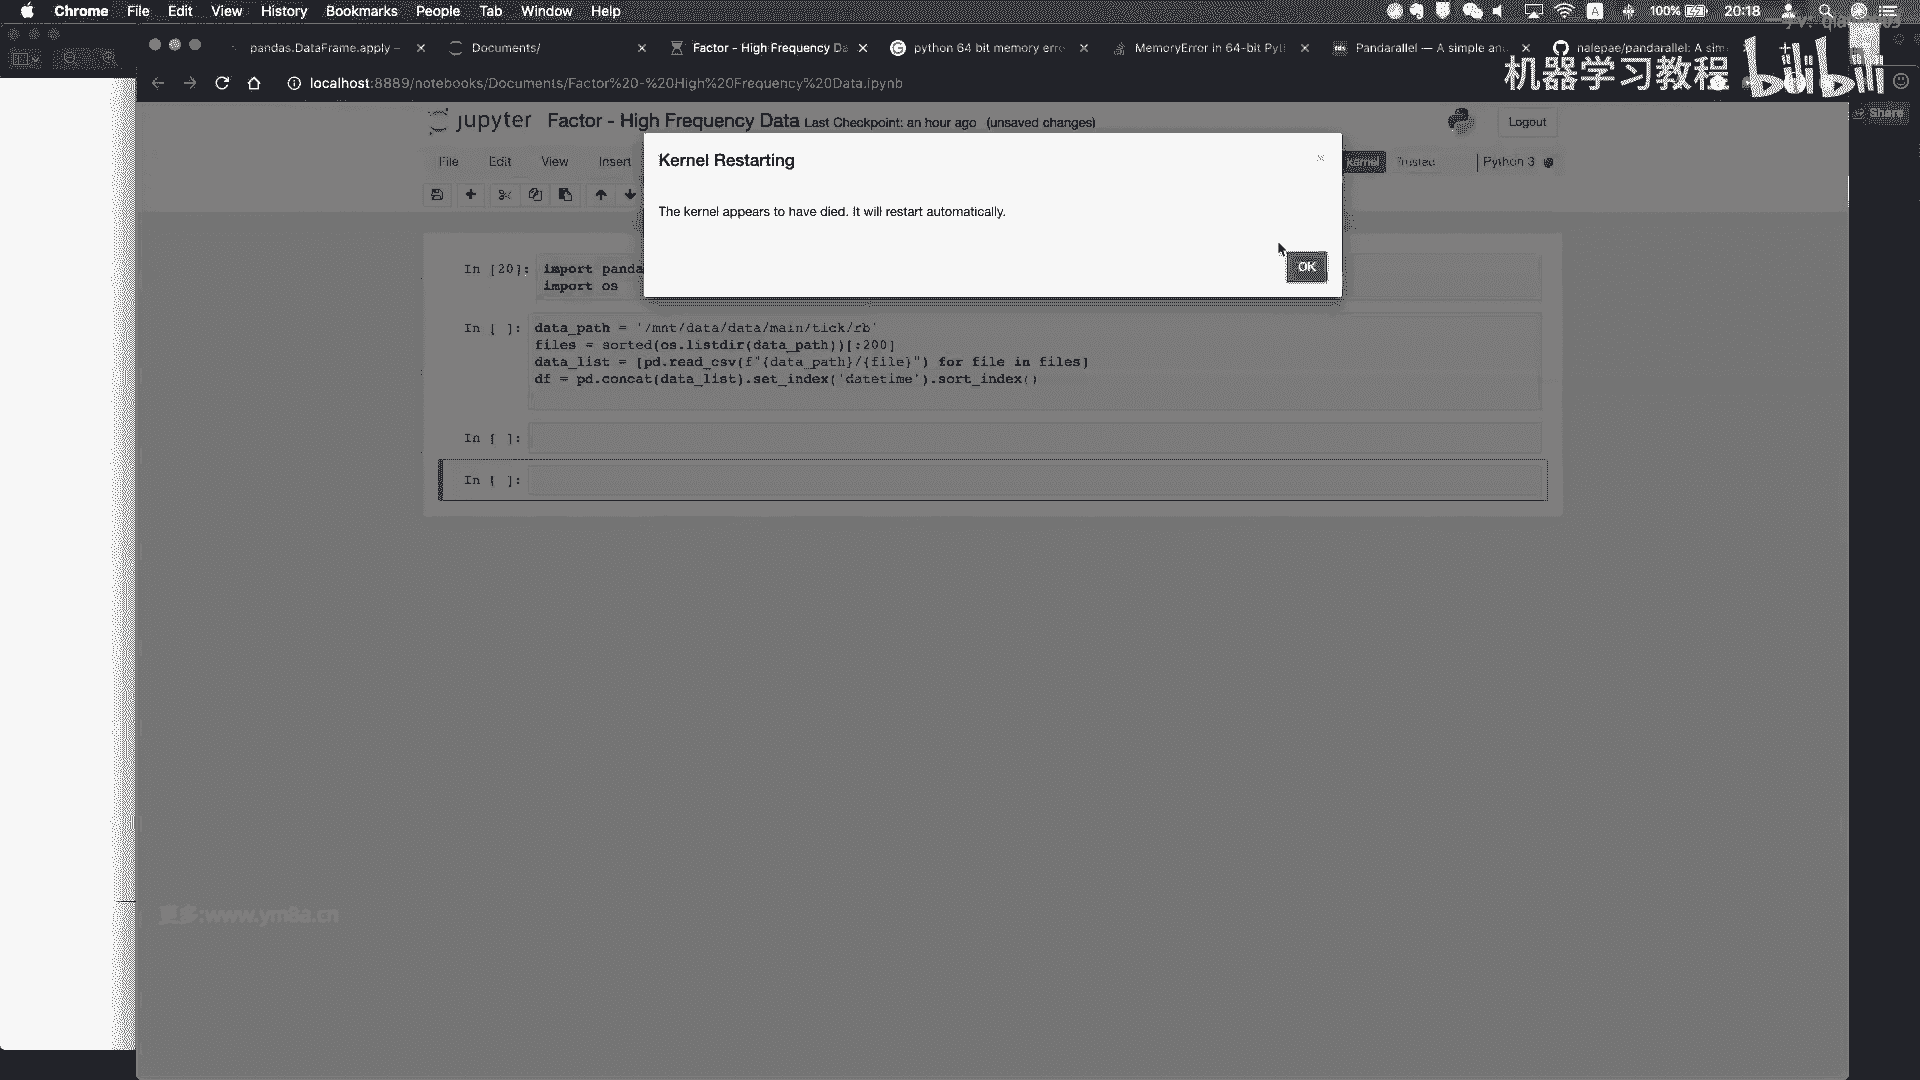 Chrome File Edit View History Bookmarks People Tab Window Help 100% 20:18
pandas.DataFrame.apply –
Documents/
Factor - High Frequency Da
python 64 bit memory erro
MemoryError in 64-bit Pyt
Pandarallel — A simple an
nalepae/pandarallel: A sim
机器学习教程 bilibili
localhost:8889/notebooks/Documents/Factor%20-%20High%20Frequency%20Data.ipynb
Share
jupyter Factor - High Frequency Data Last Checkpoint: an hour ago (unsaved changes)
Logout
File Edit View Insert Kernel Trusted Python 3
Kernel Restarting
The kernel appears to have died. It will restart automatically.
OK
In [20]: import panda
import os
In [ ]: data_path = '/mnt/data/data/main/tick/rb'
files = sorted(os.listdir(data_path))[:200]
data_list = [pd.read_csv(f"{data_path}/{file}") for file in files]
df = pd.concat(data_list).set_index('datetime').sort_index()
In [ ]:
In [ ]:
更多:www.ym8a.cn